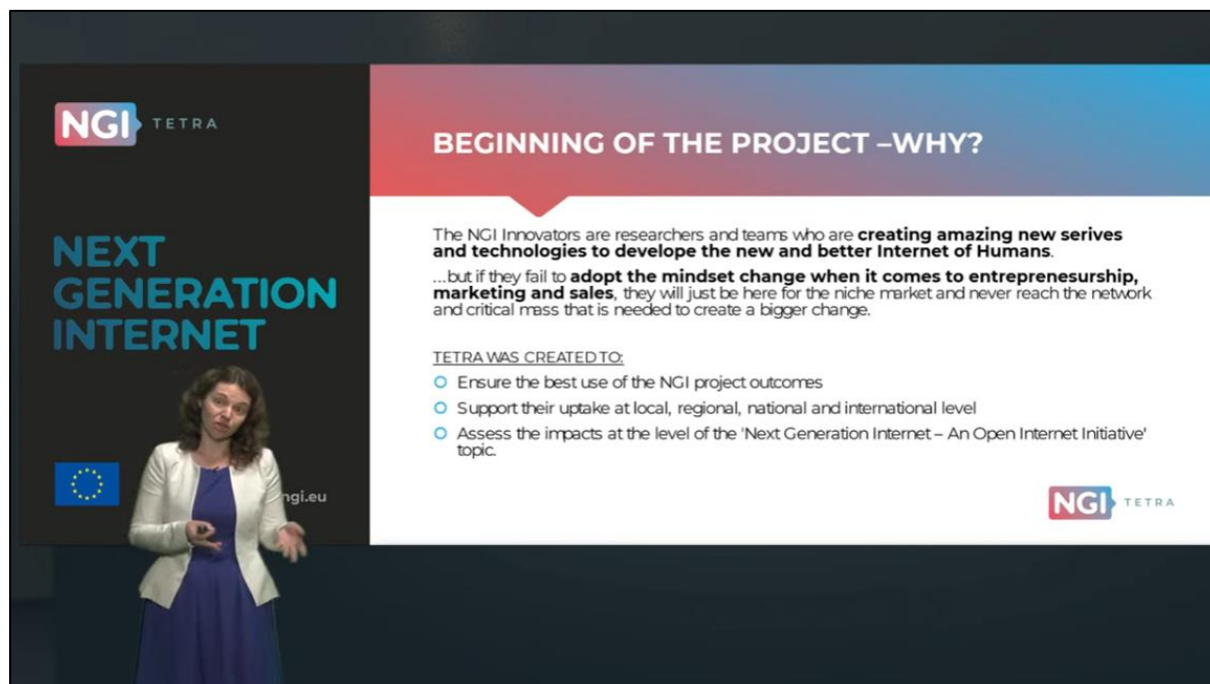 NGI TETRA
NEXT
GENERATION
INTERNET
ngi.eu
BEGINNING OF THE PROJECT –WHY?
The NGI Innovators are researchers and teams who are creating amazing new serives
and technologies to develope the new and better Internet of Humans.
...but if they fail to adopt the mindset change when it comes to entrepresurship,
marketing and sales, they will just be here for the niche market and never reach the network
and critical mass that is needed to create a bigger change.
TETRA WAS CREATED TO:
Ensure the best use of the NGI project outcomes
Support their uptake at local, regional, national and international level
Assess the impacts at the level of the 'Next Generation Internet – An Open Internet Initiative'
topic.
NGI TETRA